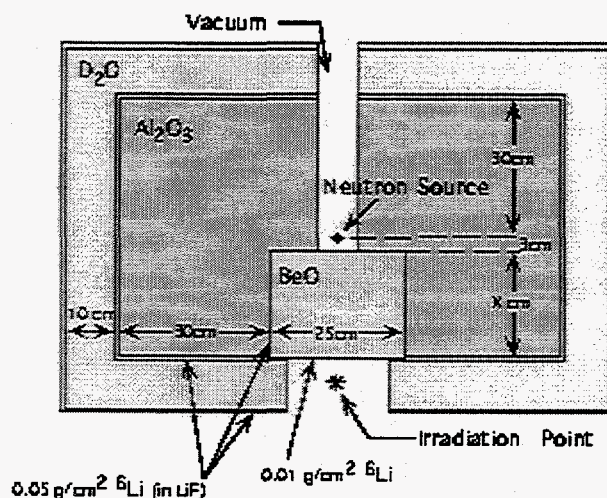 Vacuum
D₂O
Al₂O₃
30cm
Neutron Source
3cm
BeO
X cm
10cm
30cm
25cm
Irradiation Point
0.05 g/cm² ⁶Li (in LiF)
0.01 g/cm² ⁶Li